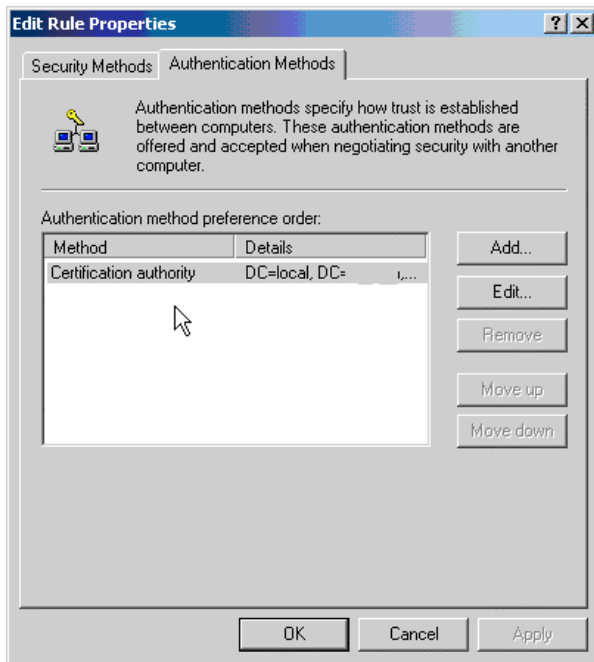 Edit Rule Properties
Security Methods Authentication Methods
Authentication methods specify how trust is established
between computers. These authentication methods are
offered and accepted when negotiating security with another
computer.
Authentication method preference order:
Method Details
Certification authority DC=local, DC=
Add...
Edit...
Remove
Move up
Move down
OK Cancel Apply